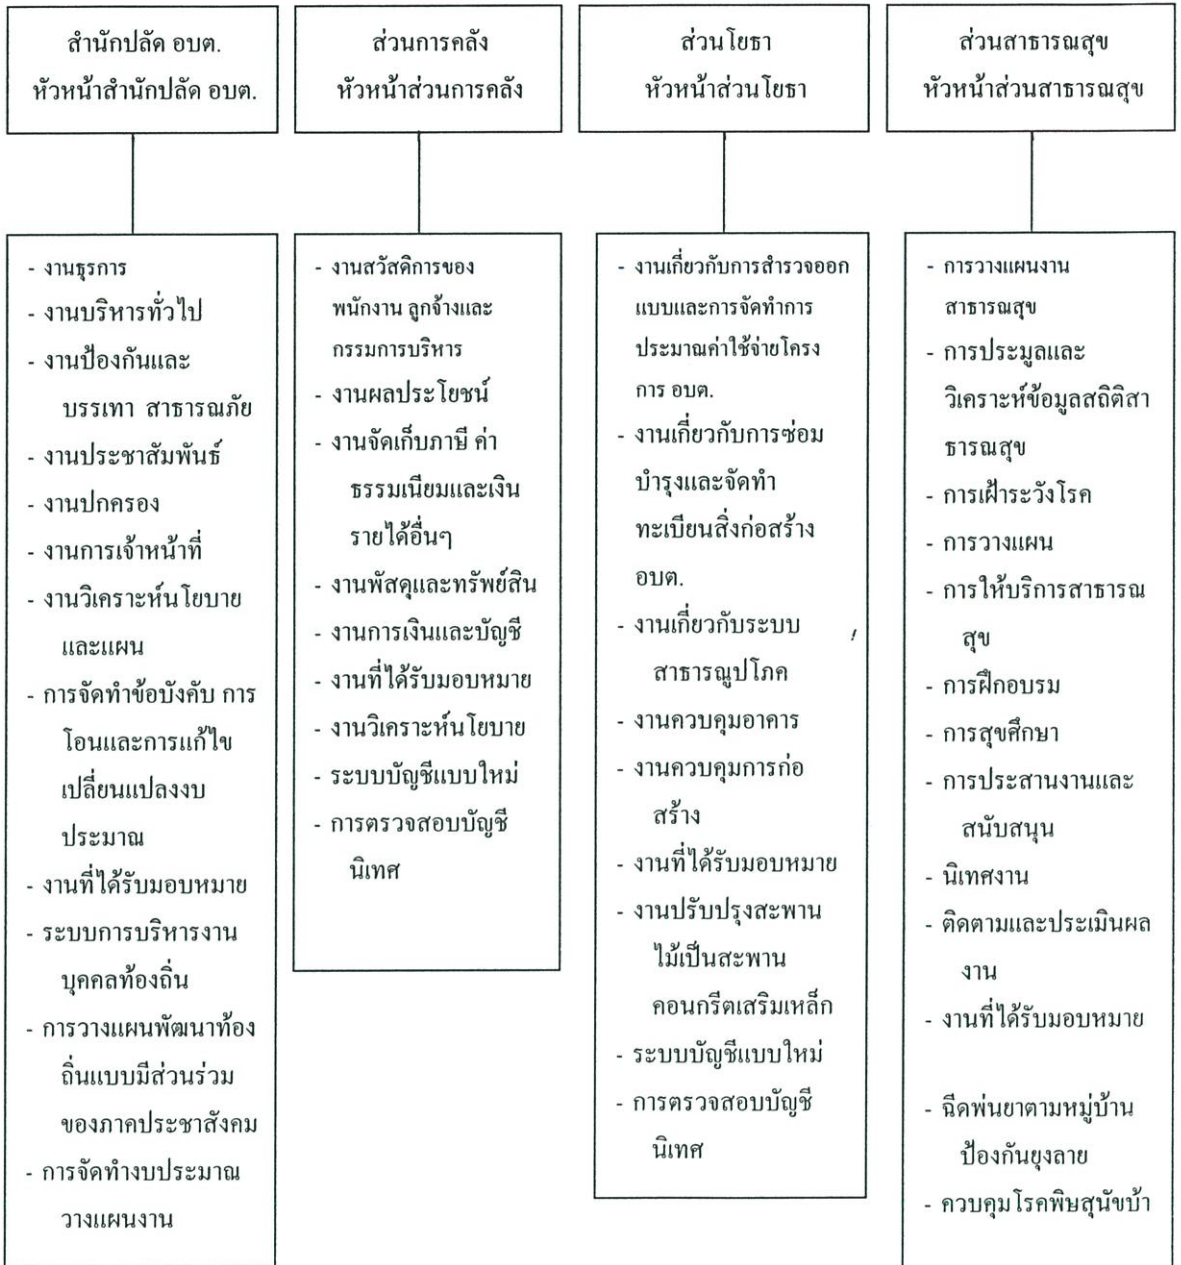 สำนักปลัด อบต.
หัวหน้าสำนักปลัด อบต.
ส่วนการคลัง
หัวหน้าส่วนการคลัง
ส่วนโยธา
หัวหน้าส่วนโยธา
ส่วนสาธารณสุข
หัวหน้าส่วนสาธารณสุข
- งานธุรการ
- งานบริหารทั่วไป
- งานป้องกันและ
บรรเทา สาธารณภัย
- งานประชาสัมพันธ์
- งานปกครอง
- งานการเจ้าหน้าที่
- งานวิเคราะห์นโยบาย
และแผน
- การจัดทำข้อบังคับ การ
โอนและการแก้ไข
เปลี่ยนแปลงงบ
ประมาณ
- งานที่ได้รับมอบหมาย
- ระบบการบริหารงาน
บุคคลท้องถิ่น
- การวางแผนพัฒนาท้อง
ถิ่นแบบมีส่วนร่วม
ของภาคประชาสังคม
- การจัดทำงบประมาณ
วางแผนงาน
- งานสวัสดิการของ
พนักงาน ลูกจ้างและ
กรรมการบริหาร
- งานผลประโยชน์
- งานจัดเก็บภาษี ค่า
ธรรมเนียมและเงิน
รายได้อื่นๆ
- งานพัสดุและทรัพย์สิน
- งานการเงินและบัญชี
- งานที่ได้รับมอบหมาย
- งานวิเคราะห์นโยบาย
- ระบบบัญชีแบบใหม่
- การตรวจสอบบัญชี
นิเทศ
- งานเกี่ยวกับการสำรวจออก
แบบและการจัดทำการ
ประมาณค่าใช้จ่ายโครง
การ อบต.
- งานเกี่ยวกับการซ่อม
บำรุงและจัดทำ
ทะเบียนสิ่งก่อสร้าง
อบต.
- งานเกี่ยวกับระบบ
สาธารณูปโภค
- งานควบคุมอาคาร
- งานควบคุมการก่อ
สร้าง
- งานที่ได้รับมอบหมาย
- งานปรับปรุงสะพาน
ไม้เป็นสะพาน
คอนกรีตเสริมเหล็ก
- ระบบบัญชีแบบใหม่
- การตรวจสอบบัญชี
นิเทศ
- การวางแผนงาน
สาธารณสุข
- การประมูลและ
วิเคราะห์ข้อมูลสถิติสา
ธารณสุข
- การเฝ้าระวังโรค
- การวางแผน
- การให้บริการสาธารณ
สุข
- การฝึกอบรม
- การสุขศึกษา
- การประสานงานและ
สนับสนุน
- นิเทศงาน
- ติดตามและประเมินผล
งาน
- งานที่ได้รับมอบหมาย
- ฉีดพ่นยาตามหมู่บ้าน
ป้องกันยุงลาย
- ควบคุมโรคพิษสุนัขบ้า